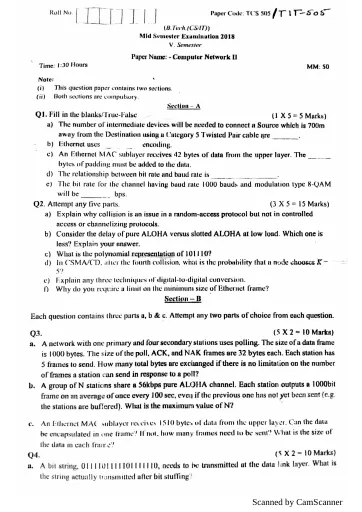 Roll No.
Paper Code: TCS 505 / TIT-505
(B.Tech.(CS/IT))
Mid Semester Examination 2018
V. Semester
Paper Name: - Computer Network II
Time: 1:30 Hours
MM: 50
Note:
(i) This question paper contains two sections.
(ii) Both sections are compulsory.
Section – A
Q1. Fill in the blanks/True-False (1 X 5 = 5 Marks)
a) The number of intermediate devices will be needed to connect a Source which is 700m
away from the Destination using a Category 5 Twisted Pair cable are ______.
b) Ethernet uses ______ encoding.
c) An Ethernet MAC sublayer receives 42 bytes of data from the upper layer. The ____
bytes of padding must be added to the data.
d) The relationship between bit rate and baud rate is ______.
e) The bit rate for the channel having baud rate 1000 bauds and modulation type 8-QAM
will be ______ bps.
Q2. Attempt any five parts. (3 X 5 = 15 Marks)
a) Explain why collision is an issue in a random-access protocol but not in controlled
access or channelizing protocols.
b) Consider the delay of pure ALOHA versus slotted ALOHA at low load. Which one is
less? Explain your answer.
c) What is the polynomial representation of 101110?
d) In CSMA/CD, after the fourth collision, what is the probability that a node chooses K =
5?
e) Explain any three techniques of digital-to-digital conversion.
f) Why do you require a limit on the minimum size of Ethernet frame?
Section – B
Each question contains three parts a, b & c. Attempt any two parts of choice from each question.
Q3. (5 X 2 = 10 Marks)
a. A network with one primary and four secondary stations uses polling. The size of a data frame
is 1000 bytes. The size of the poll, ACK, and NAK frames are 32 bytes each. Each station has
5 frames to send. How many total bytes are exchanged if there is no limitation on the number
of frames a station can send in response to a poll?
b. A group of N stations share a 56kbps pure ALOHA channel. Each station outputs a 1000bit
frame on an average of once every 100 sec, even if the previous one has not yet been sent (e.g.
the stations are buffered). What is the maximum value of N?
c. An Ethernet MAC sublayer receives 1510 bytes of data from the upper layer. Can the data
be encapsulated in one frame? If not, how many frames need to be sent? What is the size of
the data in each frame?
Q4. (5 X 2 = 10 Marks)
a. A bit string, 0111101111101111110, needs to be transmitted at the data link layer. What is
the string actually transmitted after bit stuffing?
Scanned by CamScanner